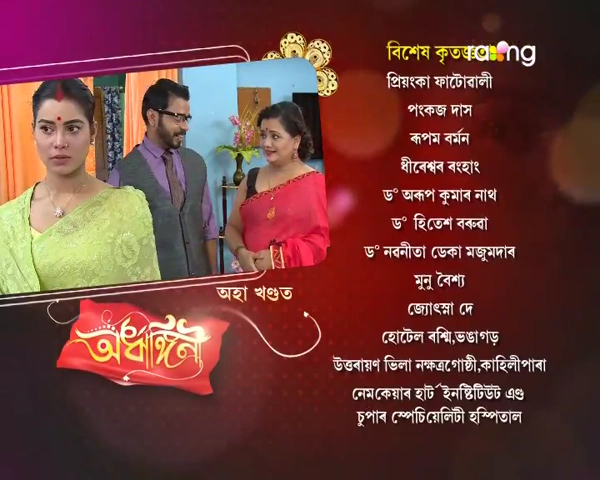 বিশেষ কৃতজ্ঞতা
rang
প্ৰিয়ংকা ফাটোৱালী
পংকজ দাস
ৰূপম বৰ্মন
ধীৰেশ্বৰ ৰংহাং
ড° অৰূপ কুমাৰ নাথ
ড° হিতেশ বৰুৱা
ড° নৱনীতা ডেকা মজুমদাৰ
মুনু বৈশ্য
জ্যোৎস্না দে
হোটেল ৰশ্মি,ভঙাগড়
উত্তৰায়ণ ভিলা নক্ষত্ৰগোষ্ঠী,কাহিলীপাৰা
নেমকেয়াৰ হাৰ্ট ইনষ্টিটিউট এণ্ড
চুপাৰ স্পেচিয়েলিটী হস্পিতাল
অহা খণ্ডত
অৰ্ধাঙ্গিনী